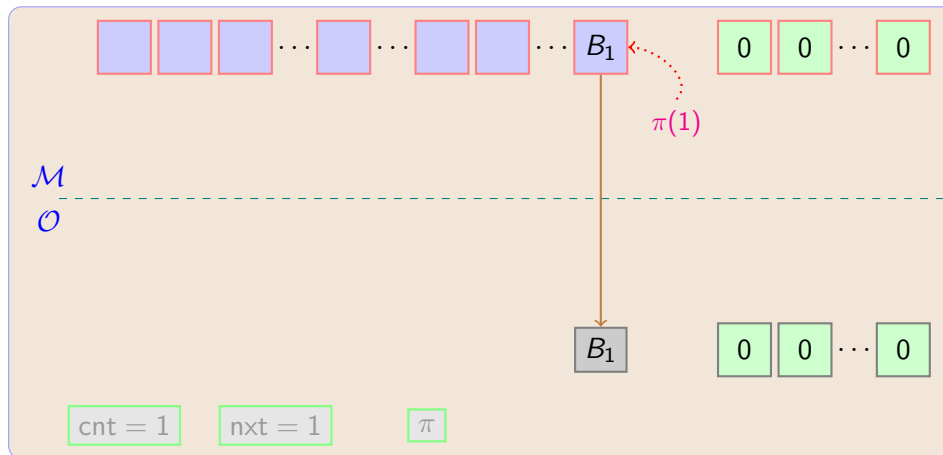 ⋯ ⋯ ⋯ B₁ 0 0 ⋯ 0
π(1)
ℳ
𝒪
B₁ 0 0 ⋯ 0
cnt = 1 nxt = 1 π